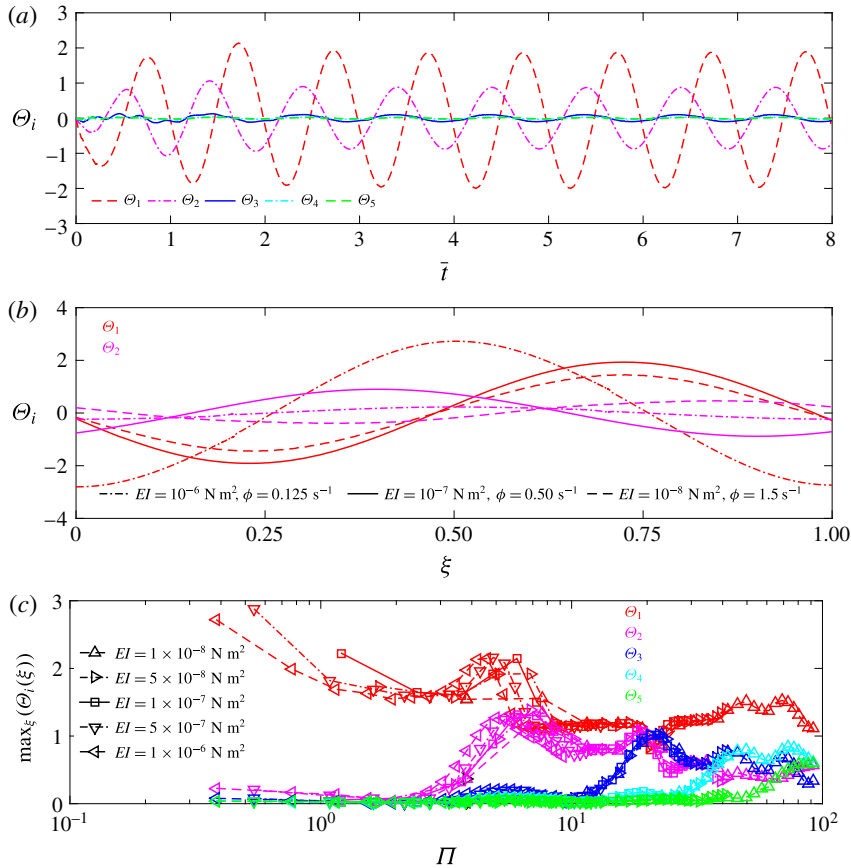 (a)
3
2
1
0
-1
-2
-3
Θi
Θ1 Θ2 Θ3 Θ4 Θ5
0 1 2 3 4 5 6 7 8
t̄
(b)
4
2
0
-2
-4
Θi
Θ1
Θ2
EI = 10⁻⁶ N m², ϕ = 0.125 s⁻¹ EI = 10⁻⁷ N m², ϕ = 0.50 s⁻¹ EI = 10⁻⁸ N m², ϕ = 1.5 s⁻¹
0 0.25 0.50 0.75 1.00
ξ
(c)
3
2
1
0
maxξ(Θi(ξ))
EI = 1 × 10⁻⁸ N m²
EI = 5 × 10⁻⁸ N m²
EI = 1 × 10⁻⁷ N m²
EI = 5 × 10⁻⁷ N m²
EI = 1 × 10⁻⁶ N m²
Θ1
Θ2
Θ3
Θ4
Θ5
10⁻¹ 10⁰ 10¹ 10²
Π